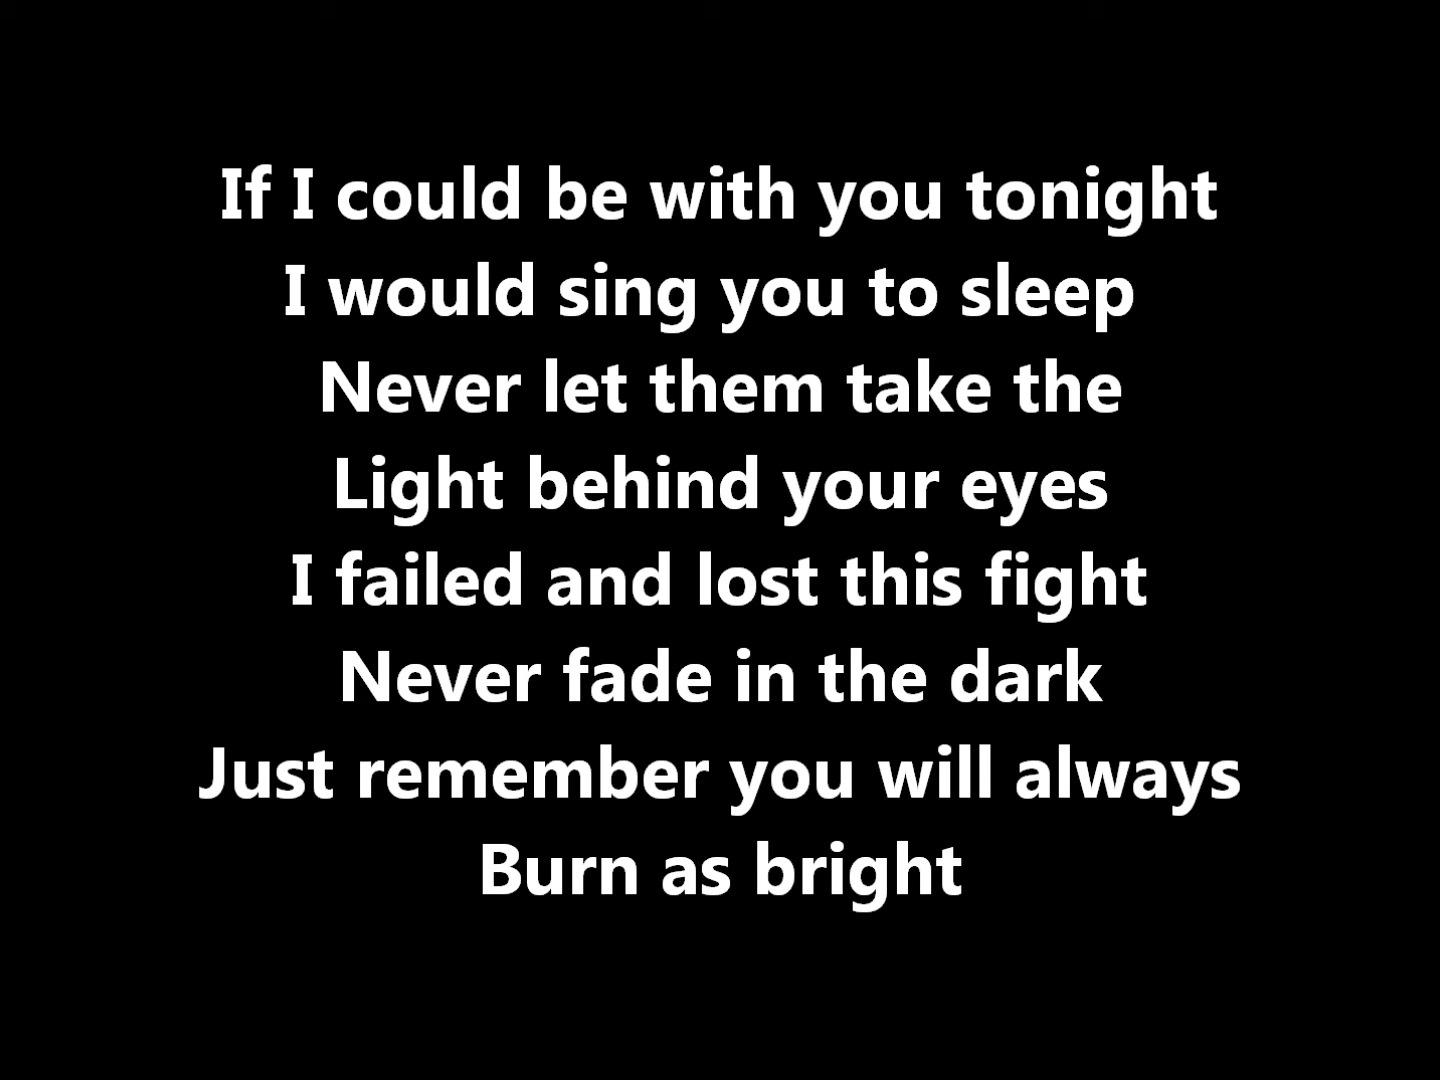 If I could be with you tonight
I would sing you to sleep
Never let them take the
Light behind your eyes
I failed and lost this fight
Never fade in the dark
Just remember you will always
Burn as bright